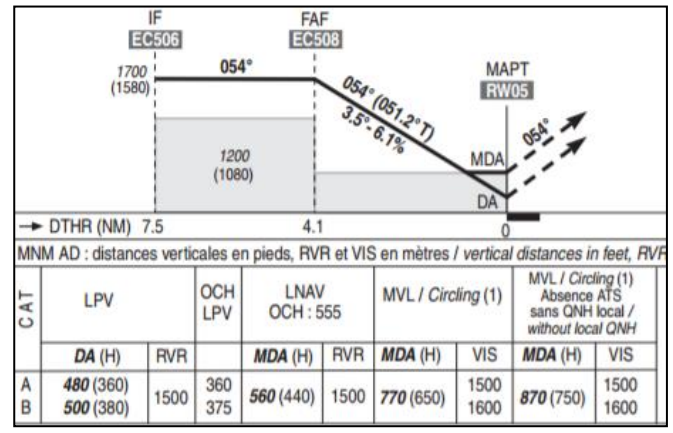 IF
EC506
FAF
EC508
1700
(1580)
054°
054° (051.2°T)
3.5°- 6.1%
MAPT
RW05
054°
1200
(1080)
MDA
DA
→ DTHR (NM) 7.5 4.1 0
MNM AD : distances verticales en pieds, RVR et VIS en mètres / vertical distances in feet, RVR
CAT
LPV
OCH
LPV
LNAV
OCH : 555
MVL / Circling (1)
MVL / Circling (1)
Absence ATS
sans QNH local /
without local QNH
DA (H) RVR MDA (H) RVR MDA (H) VIS MDA (H) VIS
A 480 (360) 1500 360 560 (440) 1500 770 (650) 1500 870 (750) 1500
B 500 (380) 375 1600 1600